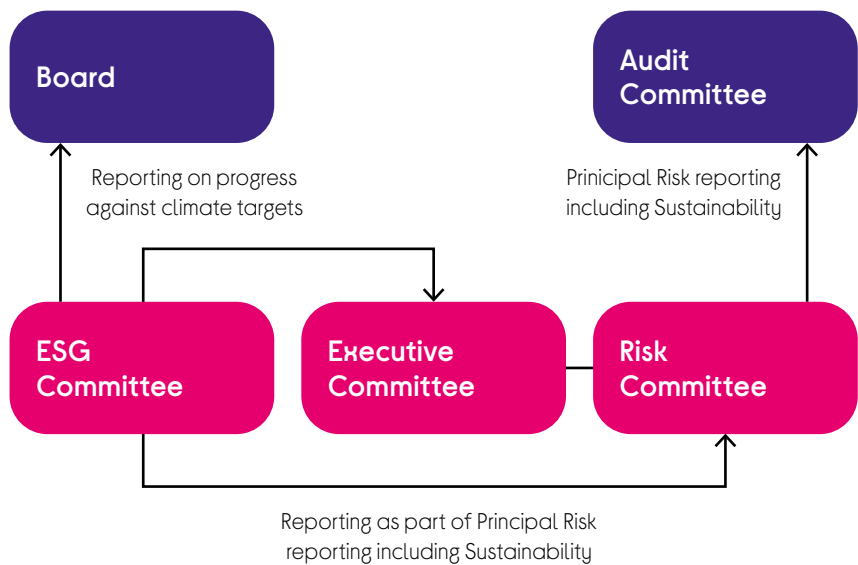 Board
Audit
Committee
Reporting on progress
against climate targets
Prinicipal Risk reporting
including Sustainability
ESG
Committee
Executive
Committee
Risk
Committee
Reporting as part of Principal Risk
reporting including Sustainability